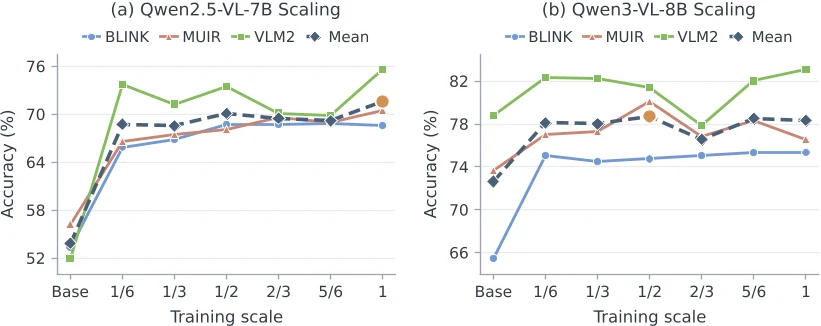 (a) Qwen2.5-VL-7B Scaling
BLINK MUIR VLM2 Mean
76
70
64
58
52
Accuracy (%)
Base 1/6 1/3 1/2 2/3 5/6 1
Training scale
(b) Qwen3-VL-8B Scaling
BLINK MUIR VLM2 Mean
82
78
74
70
66
Accuracy (%)
Base 1/6 1/3 1/2 2/3 5/6 1
Training scale